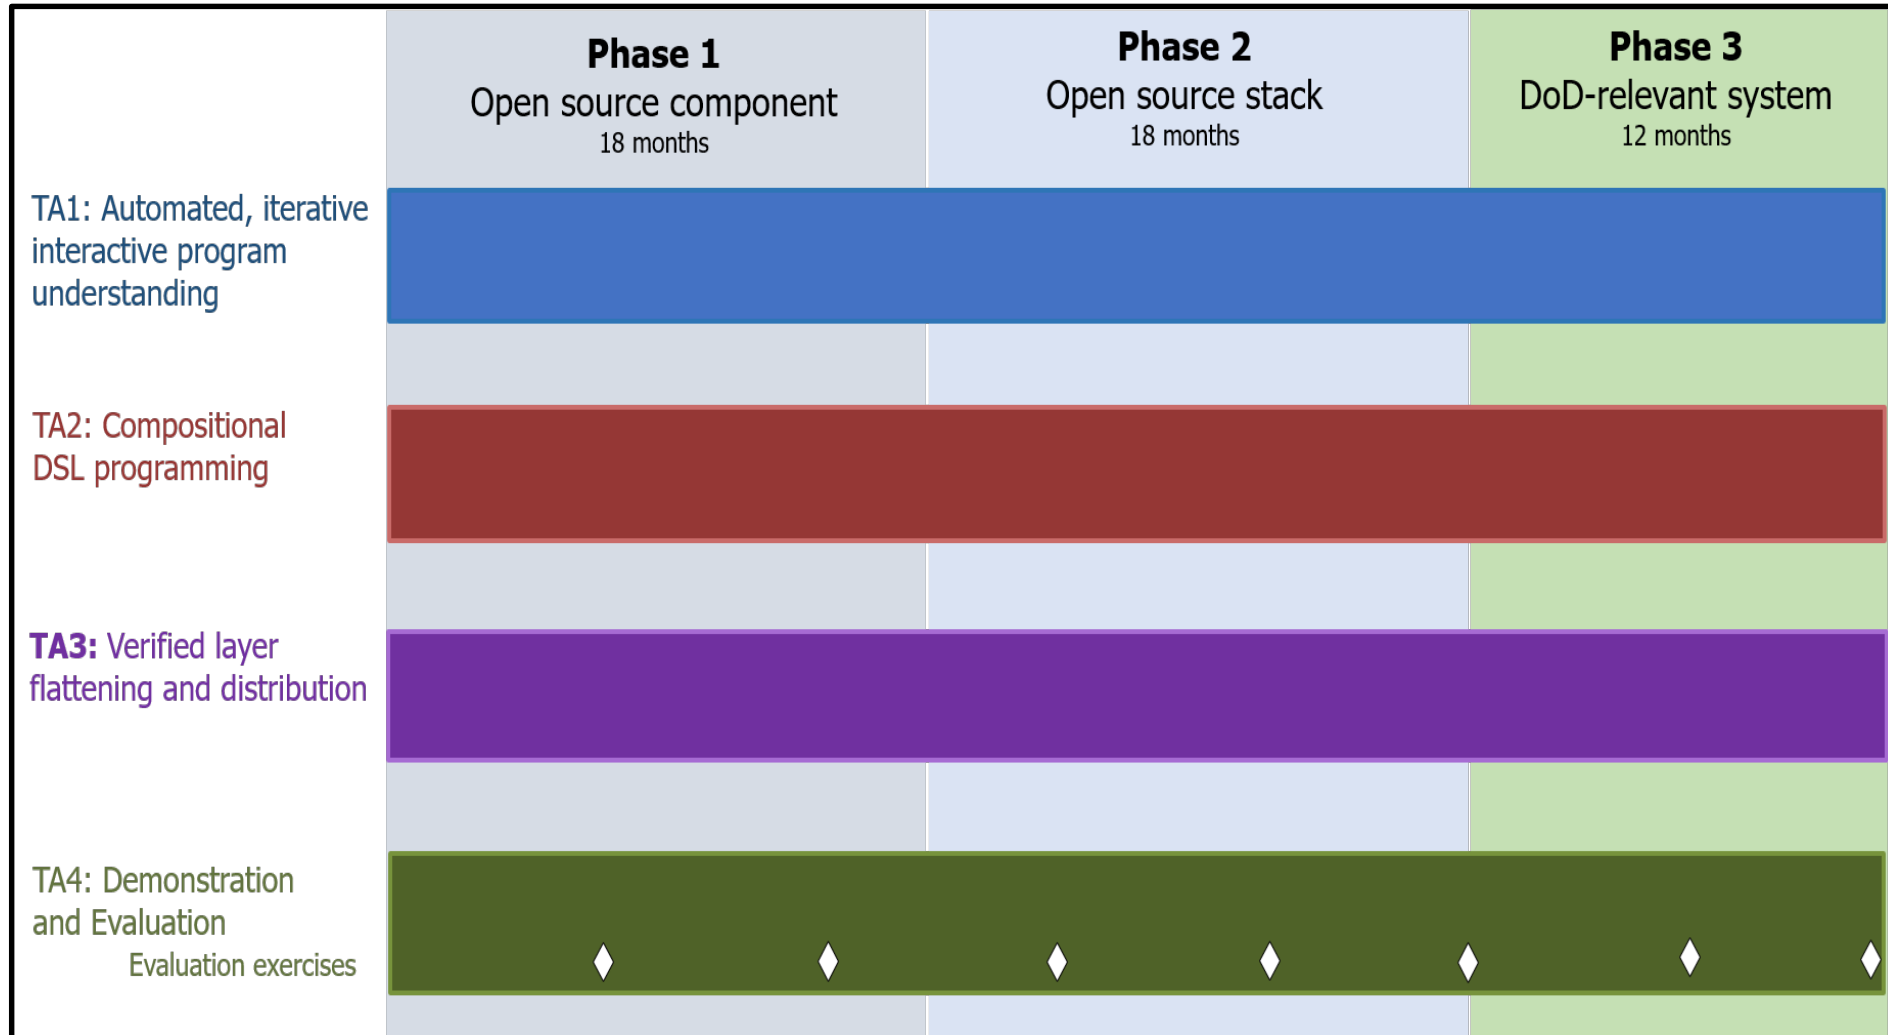 Phase 1
Open source component
18 months
Phase 2
Open source stack
18 months
Phase 3
DoD-relevant system
12 months
TA1: Automated, iterative
interactive program
understanding
TA2: Compositional
DSL programming
TA3: Verified layer
flattening and distribution
TA4: Demonstration
and Evaluation
Evaluation exercises